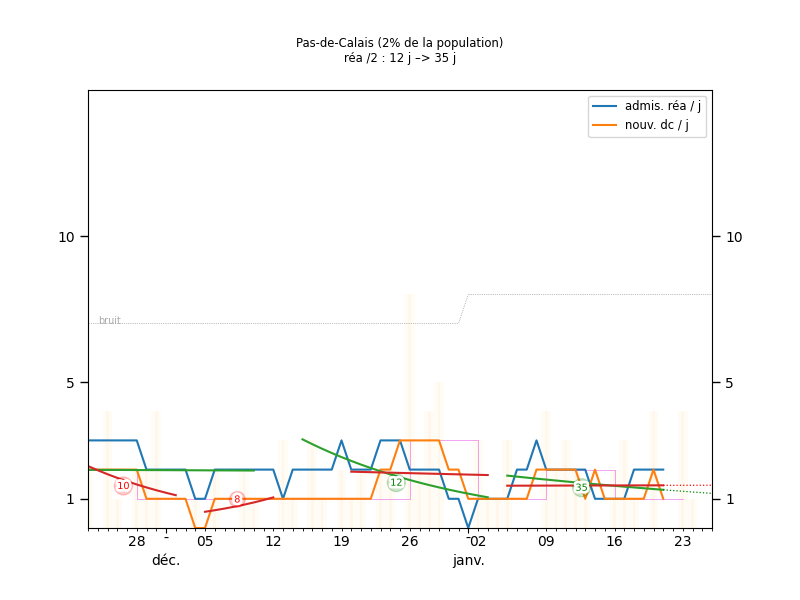 Pas-de-Calais (2% de la population)
réa /2 : 12 j –> 35 j
admis. réa / j
nouv. dc / j
10 10
bruit
5 5
10 8 12 35
1 1
28 - 05 12 19 26 - 02 09 16 23
déc. janv.